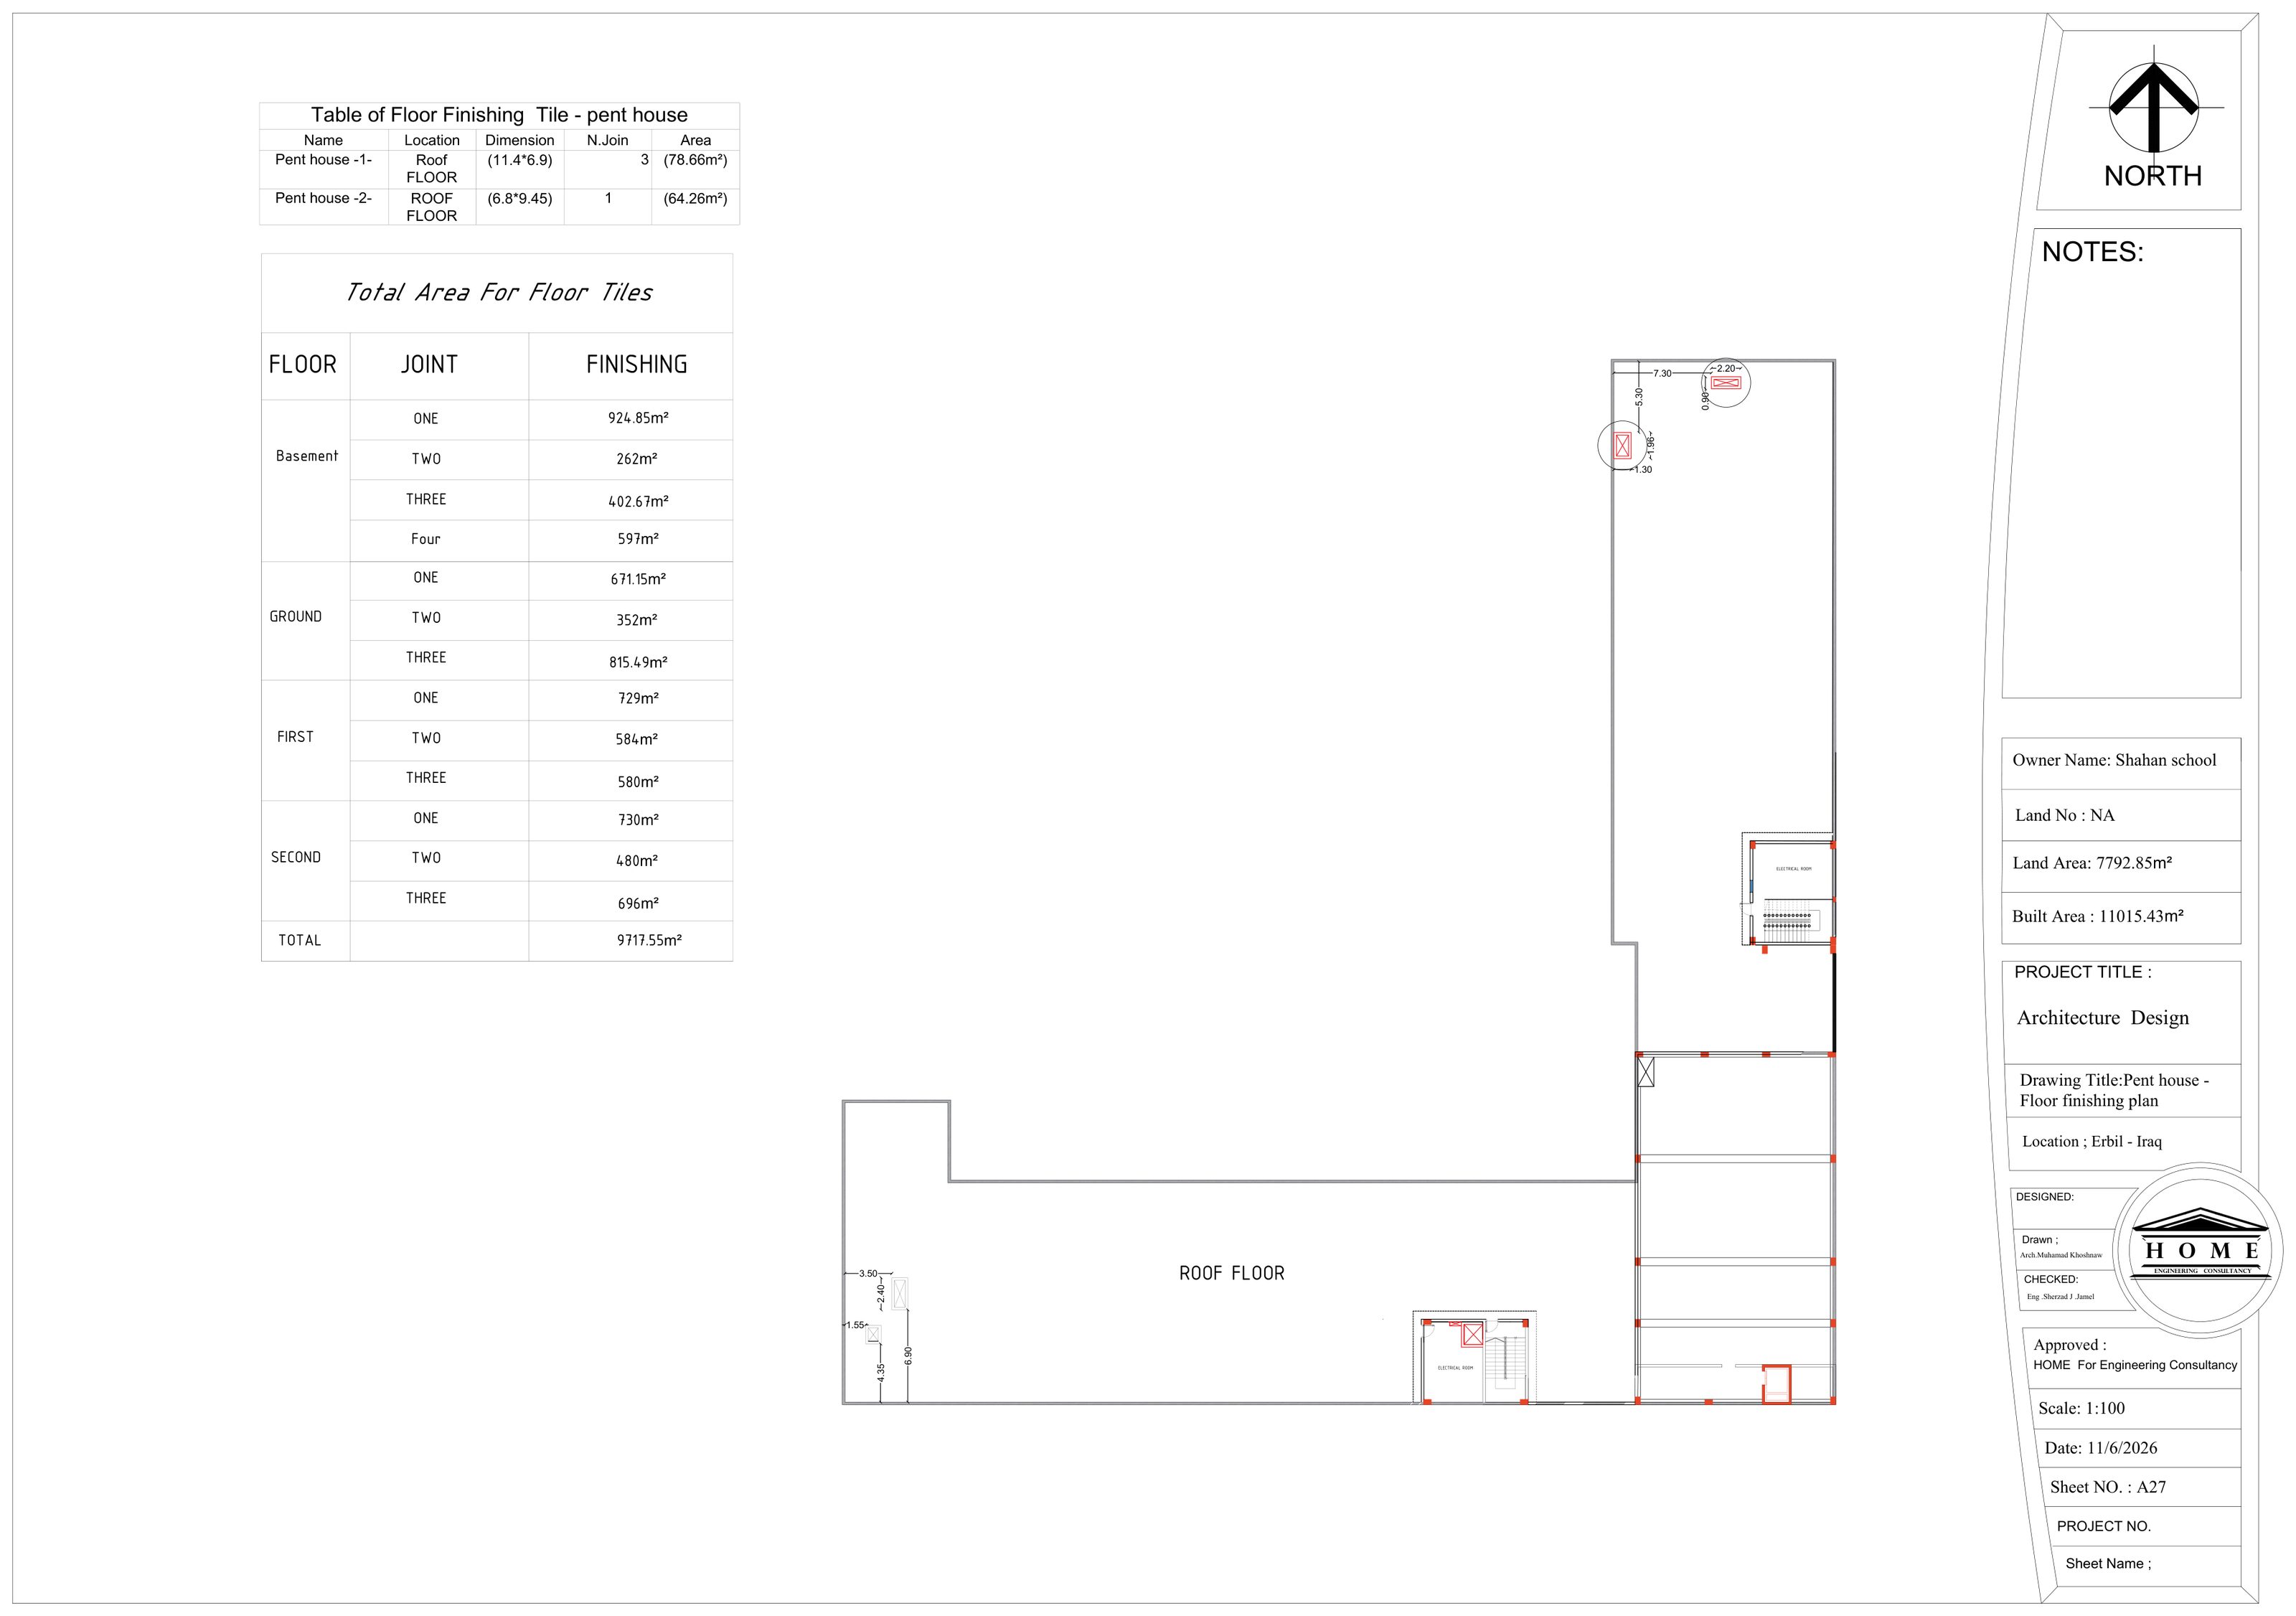 Table of Floor Finishing Tile - pent house
Name Location Dimension N.Join Area
Pent house -1- Roof FLOOR (11.4*6.9) 3 (78.66m²)
Pent house -2- ROOF FLOOR (6.8*9.45) 1 (64.26m²)
Total Area For Floor Tiles
FLOOR JOINT FINISHING
Basement
ONE 924.85m²
TWO 262m²
THREE 402.67m²
Four 597m²
GROUND
ONE 671.15m²
TWO 352m²
THREE 815.49m²
FIRST
ONE 729m²
TWO 584m²
THREE 580m²
SECOND
ONE 730m²
TWO 480m²
THREE 696m²
TOTAL 9717.55m²
7.30
2.20
5.30
0.90
1.96
1.30
ELECTRICAL ROOM
ROOF FLOOR
3.50
2.40
1.55
4.35
6.90
ELECTRICAL ROOM
NORTH
NOTES:
Owner Name: Shahan school
Land No : NA
Land Area: 7792.85m²
Built Area : 11015.43m²
PROJECT TITLE :
Architecture Design
Drawing Title:Pent house -
Floor finishing plan
Location ; Erbil - Iraq
DESIGNED:
Drawn ;
Arch.Muhamad Khoshnaw
CHECKED:
Eng .Sherzad J .Jamel
HOME
ENGINEERING CONSULTANCY
Approved :
HOME For Engineering Consultancy
Scale: 1:100
Date: 11/6/2026
Sheet NO. : A27
PROJECT NO.
Sheet Name ;